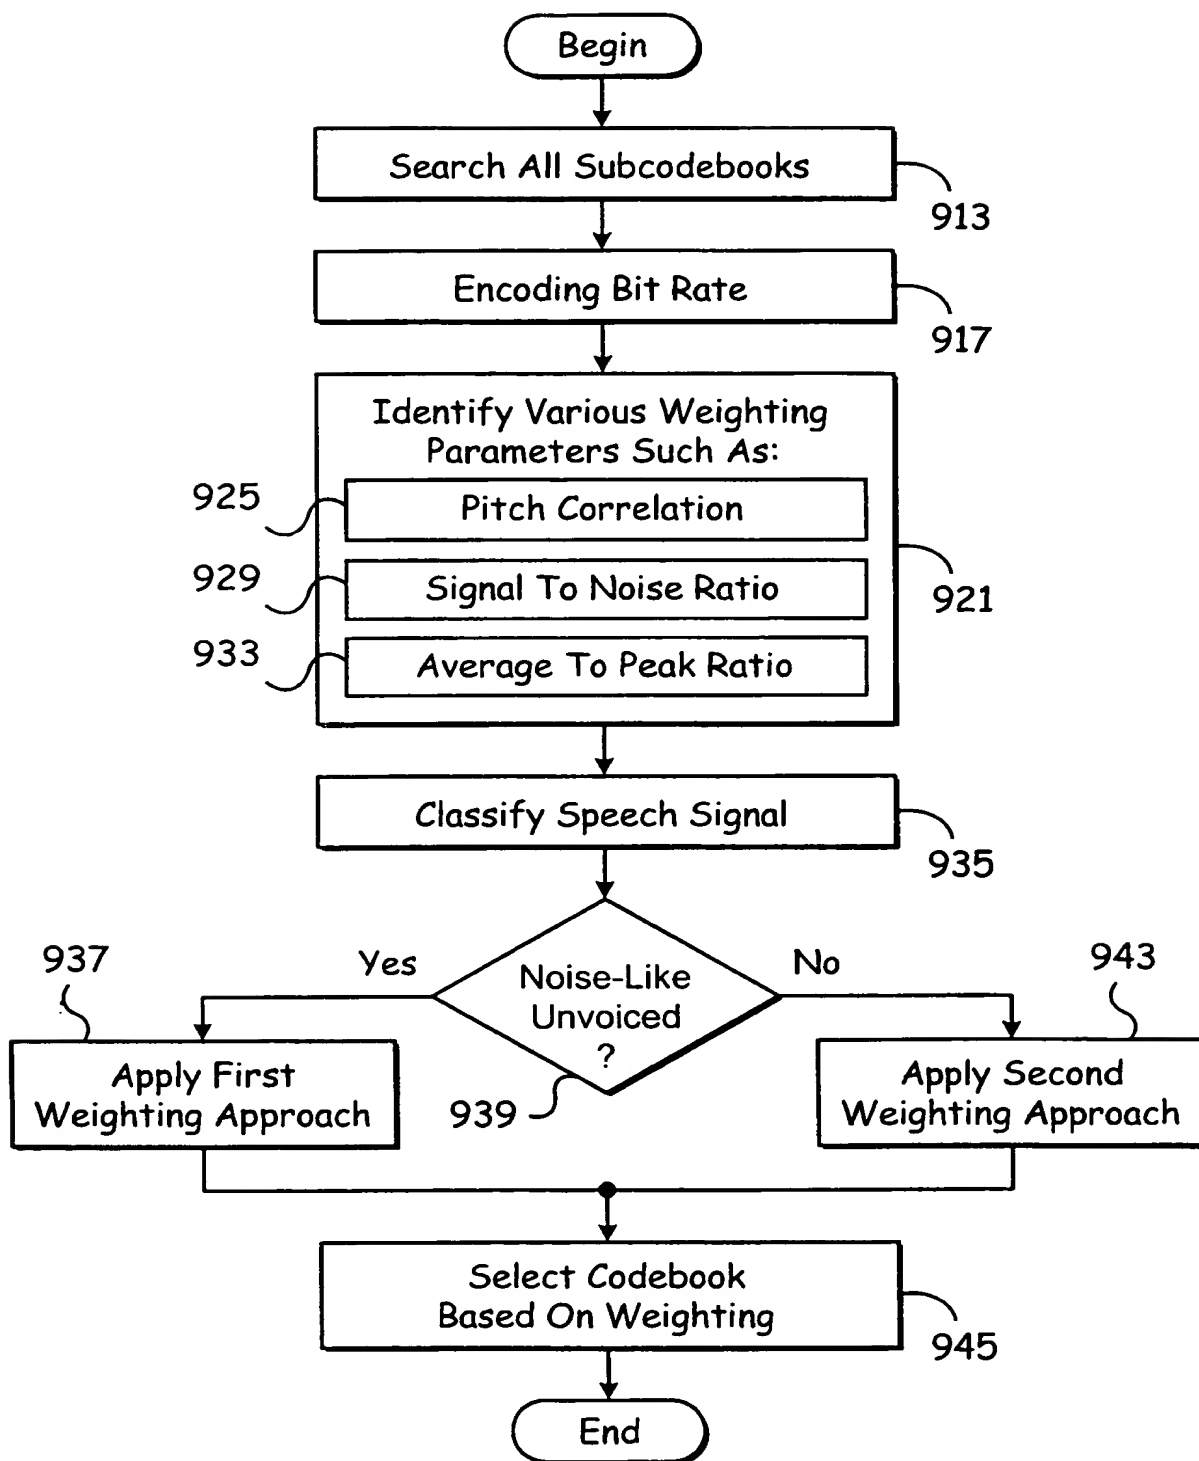 Begin
Search All Subcodebooks
913
Encoding Bit Rate
917
Identify Various Weighting
Parameters Such As:
925
Pitch Correlation
929
Signal To Noise Ratio
921
933
Average To Peak Ratio
Classify Speech Signal
935
937
Yes
Noise-Like
Unvoiced
?
No
943
939
Apply First
Weighting Approach
Apply Second
Weighting Approach
Select Codebook
Based On Weighting
945
End